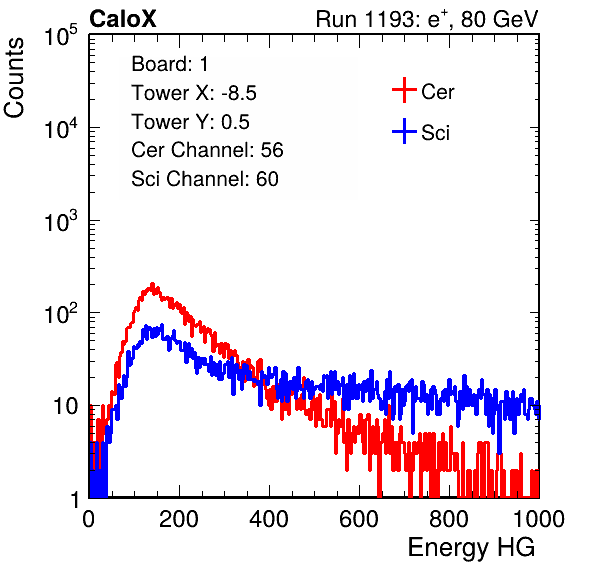 CaloX Run 1193: e⁺, 80 GeV
Counts
Board: 1
Tower X: -8.5
Tower Y: 0.5
Cer Channel: 56
Sci Channel: 60
Cer
Sci
10⁵
10⁴
10³
10²
10
1
0 200 400 600 800 1000
Energy HG